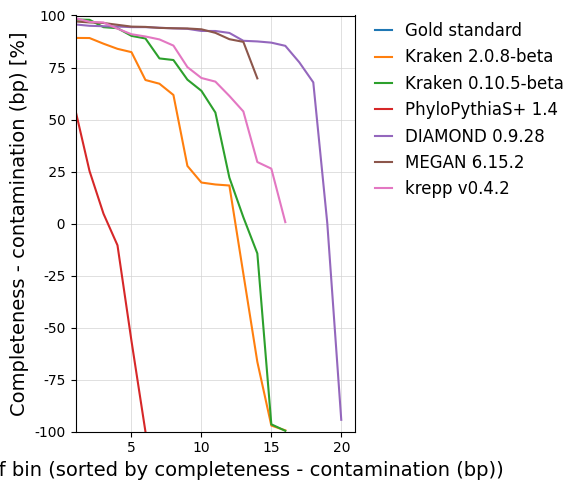 Completeness - contamination (bp) [%]
100
75
50
25
0
-25
-50
-75
-100
5
10
15
20
f bin (sorted by completeness - contamination (bp))
Gold standard
Kraken 2.0.8-beta
Kraken 0.10.5-beta
PhyloPythiaS+ 1.4
DIAMOND 0.9.28
MEGAN 6.15.2
krepp v0.4.2